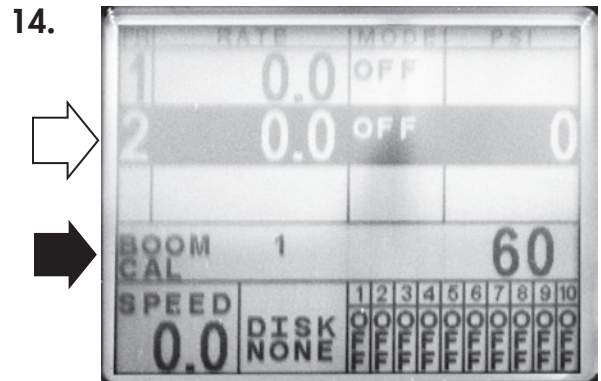 14.
PR RATE MODE PSI
1 0.0 OFF
2 0.0 OFF 0
BOOM CAL 1 60
SPEED 0.0
DISK NONE
1 2 3 4 5 6 7 8 9 10
OFF OFF OFF OFF OFF OFF OFF OFF OFF OFF